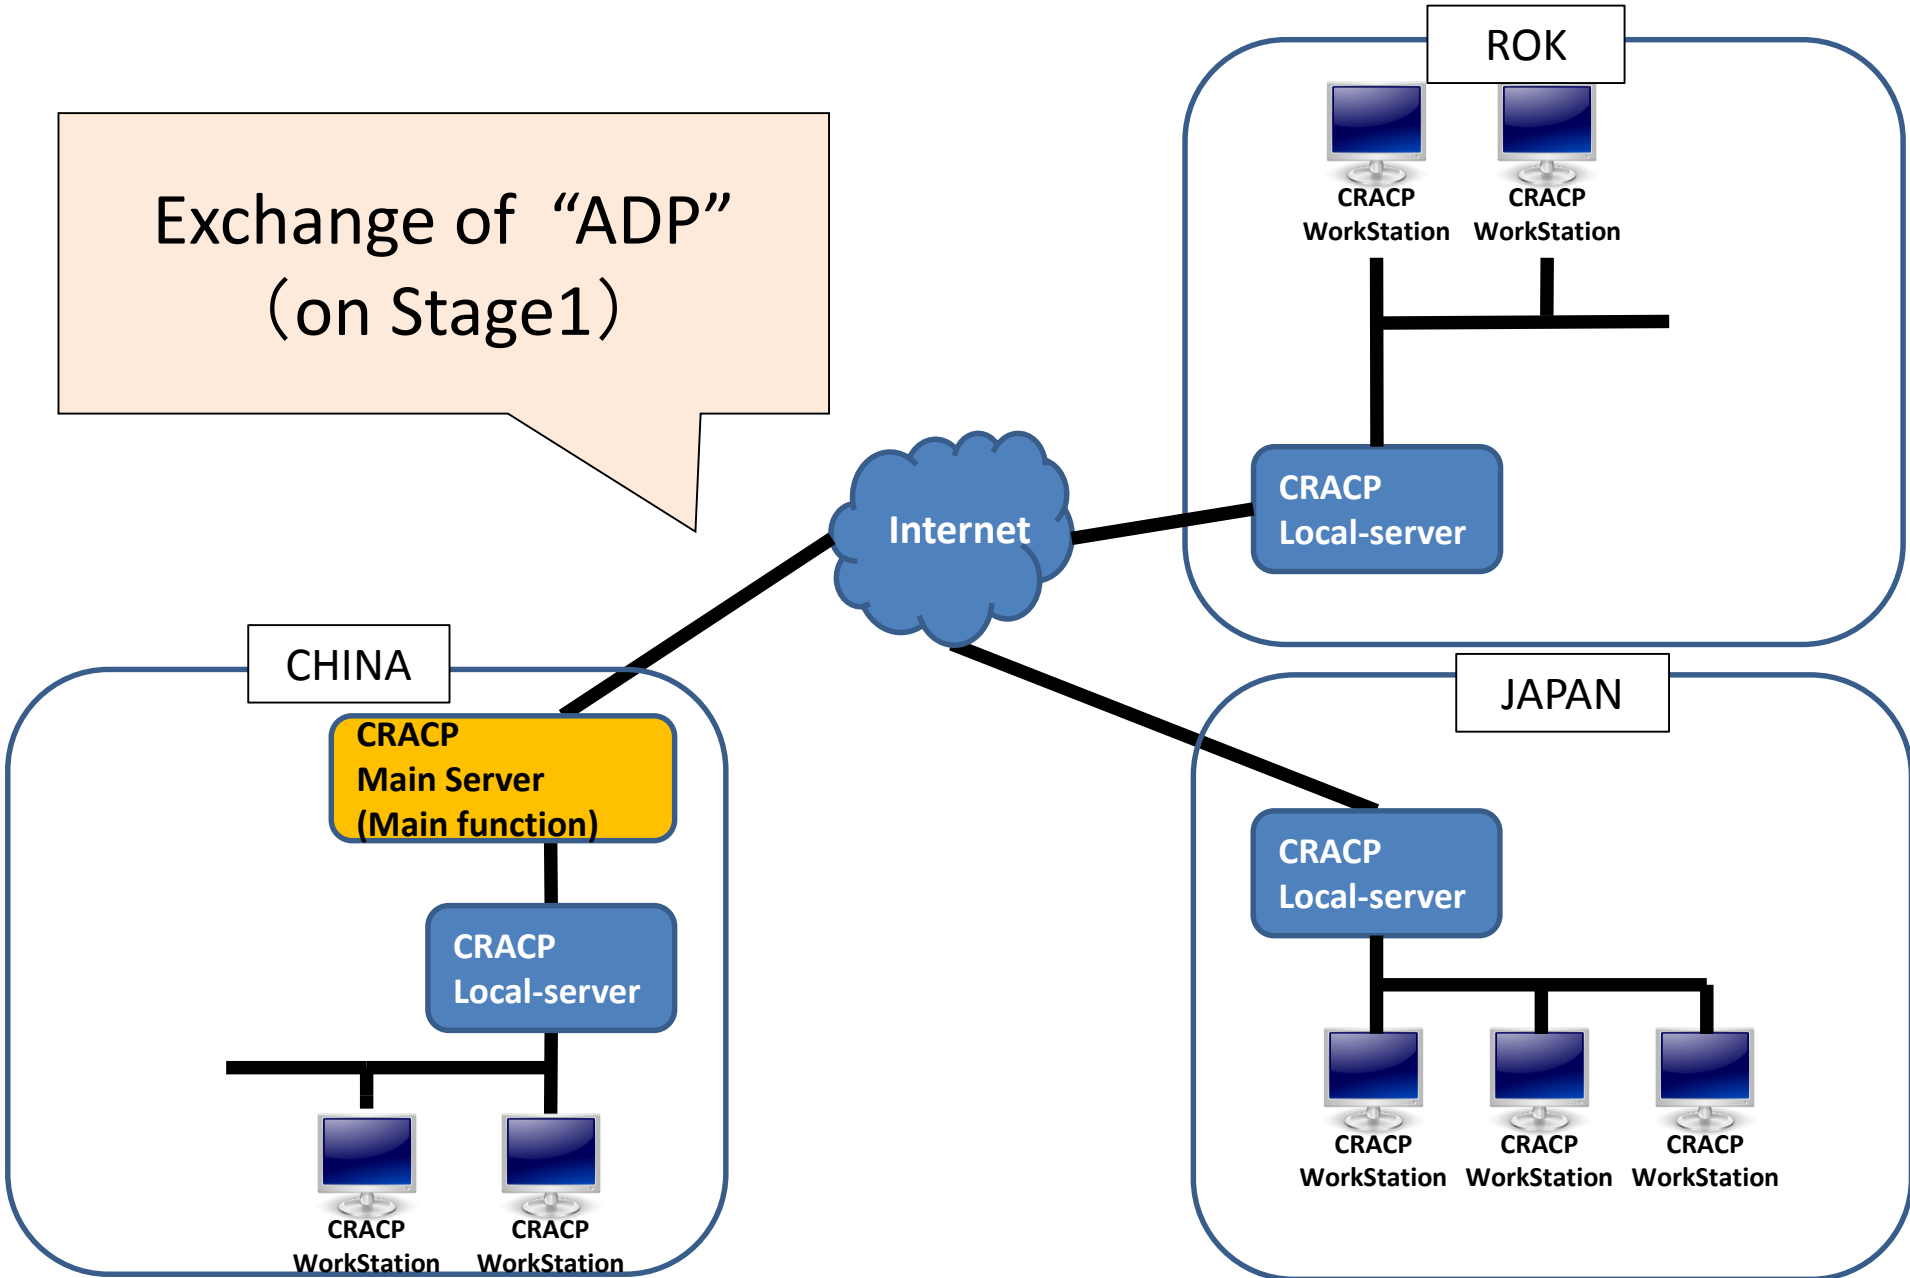 ROK
CRACP
WorkStation
CRACP
WorkStation
Exchange of “ADP”
（on Stage1）
CRACP
Local-server
Internet
CHINA
CRACP
Main Server
(Main function)
CRACP
Local-server
CRACP
WorkStation
CRACP
WorkStation
JAPAN
CRACP
Local-server
CRACP
WorkStation
CRACP
WorkStation
CRACP
WorkStation